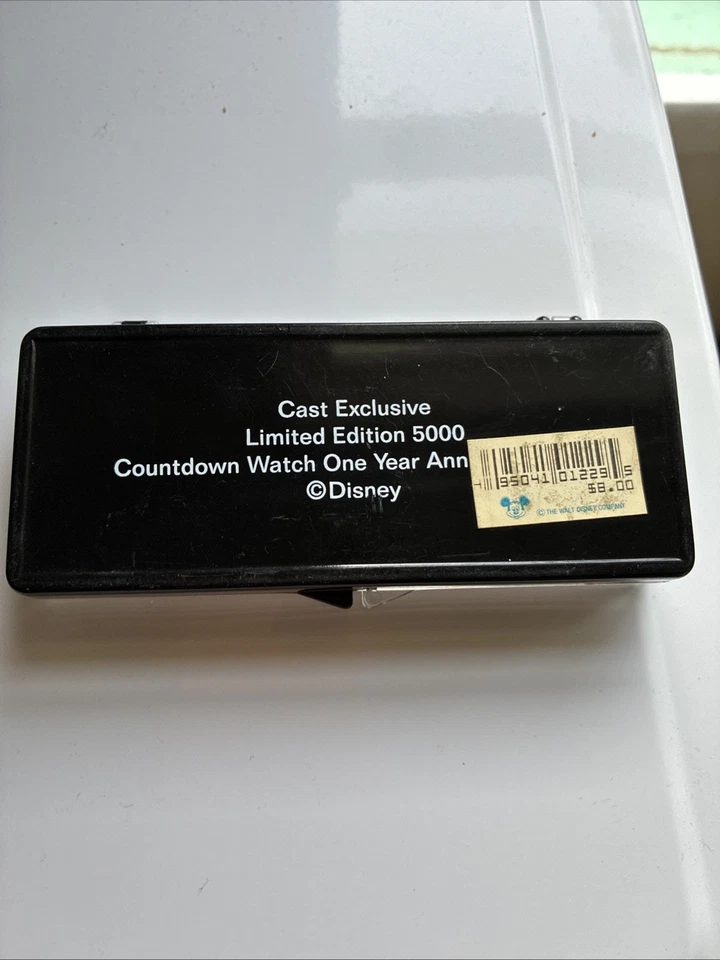 Cast Exclusive
Limited Edition 5000
Countdown Watch One Year Ann
©Disney
4 95041 01229 5
$8.00
© THE WALT DISNEY COMPANY